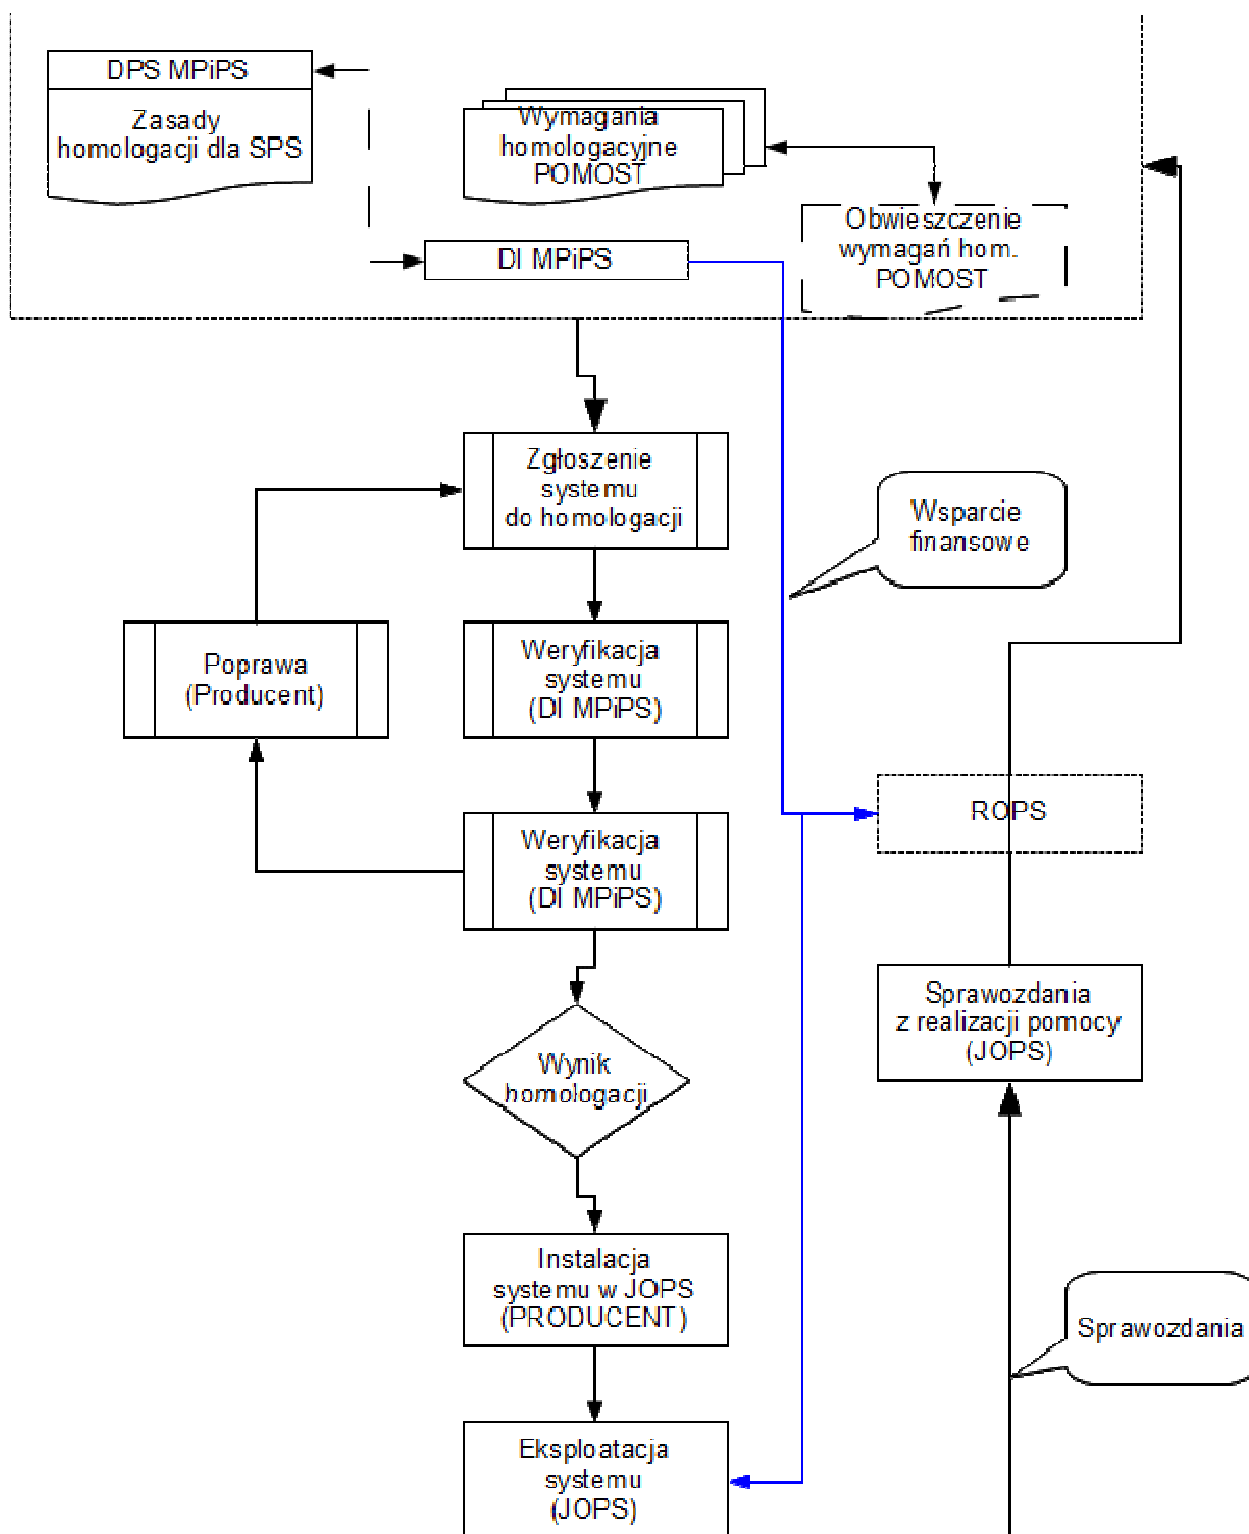 DPS MPiPS
Zasady
homologacji dla SPS
Wymagania
homologacyjne
POMOST
Obwieszczenie
wymagań hom.
POMOST
DI MPiPS
Zgłoszenie
systemu
do homologacji
Wsparcie
finansowe
Poprawa
(Producent)
Weryfikacja
systemu
(DI MPiPS)
ROPS
Weryfikacja
systemu
(DI MPiPS)
Sprawozdania
z realizacji pomocy
(JOPS)
Wynik
homologacji
Instalacja
systemu w JOPS
(PRODUCENT)
Sprawozdania
Eksploatacja
systemu
(JOPS)